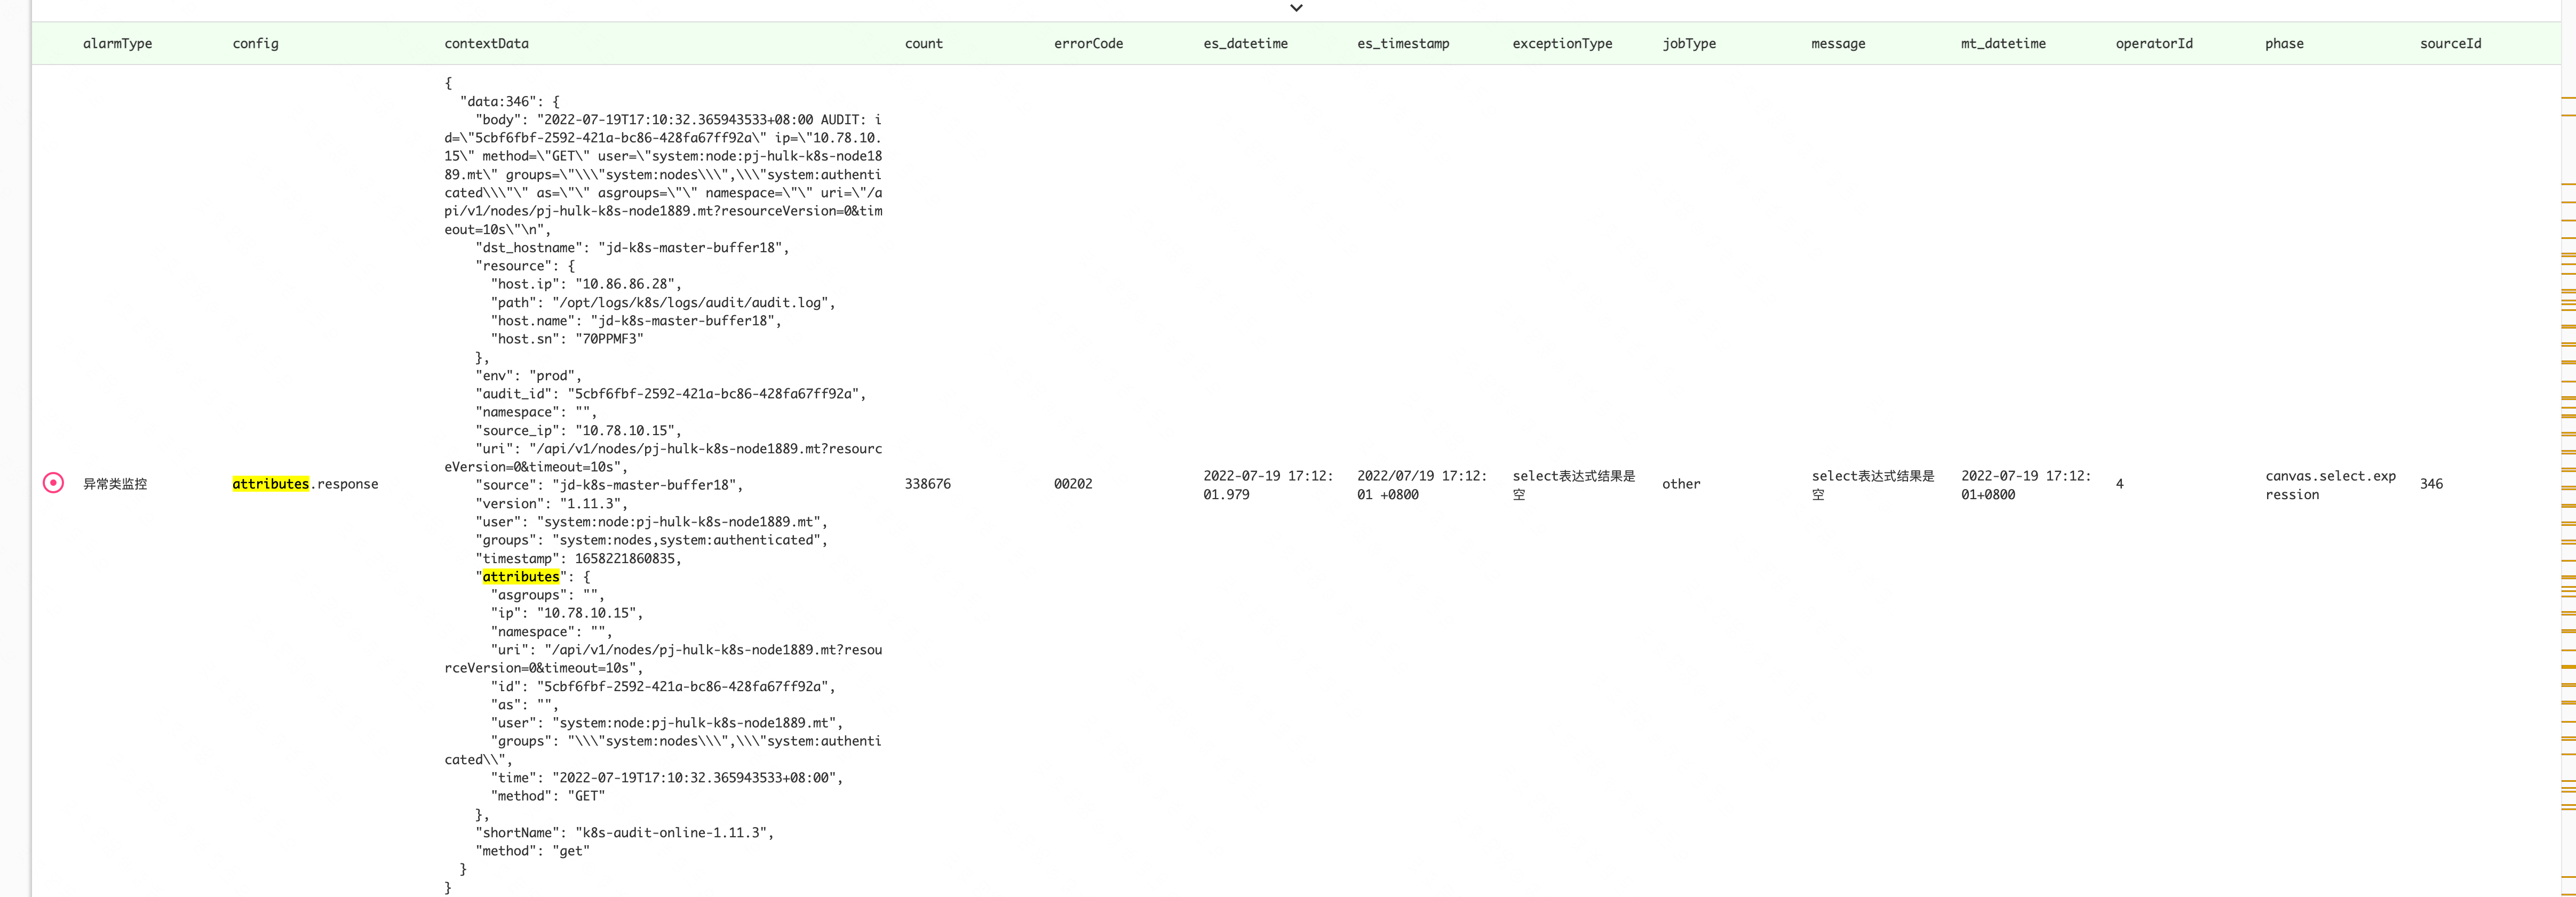 alarmType config contextData count errorCode es_datetime es_timestamp exceptionType jobType message mt_datetime operatorId phase sourceId
{
  "data:346": {
    "body": "2022-07-19T17:10:32.365943533+08:00 AUDIT: i
d=\"5cbf6fbf-2592-421a-bc86-428fa67ff92a\" ip=\"10.78.10.
15\" method=\"GET\" user=\"system:node:pj-hulk-k8s-node18
89.mt\" groups=\"\\\"system:nodes\\\",\\\"system:authenti
cated\\\"\" as=\"\" asgroups=\"\" namespace=\"\" uri=\"/a
pi/v1/nodes/pj-hulk-k8s-node1889.mt?resourceVersion=0&tim
eout=10s\"\n",
    "dst_hostname": "jd-k8s-master-buffer18",
    "resource": {
      "host.ip": "10.86.86.28",
      "path": "/opt/logs/k8s/logs/audit/audit.log",
      "host.name": "jd-k8s-master-buffer18",
      "host.sn": "70PPMF3"
    },
    "env": "prod",
    "audit_id": "5cbf6fbf-2592-421a-bc86-428fa67ff92a",
    "namespace": "",
    "source_ip": "10.78.10.15",
    "uri": "/api/v1/nodes/pj-hulk-k8s-node1889.mt?resourc
eVersion=0&timeout=10s",
    "source": "jd-k8s-master-buffer18",
    "version": "1.11.3",
    "user": "system:node:pj-hulk-k8s-node1889.mt",
    "groups": "system:nodes,system:authenticated",
    "timestamp": 1658221860835,
    "attributes": {
      "asgroups": "",
      "ip": "10.78.10.15",
      "namespace": "",
      "uri": "/api/v1/nodes/pj-hulk-k8s-node1889.mt?resou
rceVersion=0&timeout=10s",
      "id": "5cbf6fbf-2592-421a-bc86-428fa67ff92a",
      "as": "",
      "user": "system:node:pj-hulk-k8s-node1889.mt",
      "groups": "\\\"system:nodes\\\",\\\"system:authenti
cated\\",
      "time": "2022-07-19T17:10:32.365943533+08:00",
      "method": "GET"
    },
    "shortName": "k8s-audit-online-1.11.3",
    "method": "get"
  }
}
异常类监控
attributes.response
338676
00202
2022-07-19 17:12:
01.979
2022/07/19 17:12:
01 +0800
select表达式结果是
空
other
select表达式结果是
空
2022-07-19 17:12:
01+0800
4
canvas.select.exp
ression
346